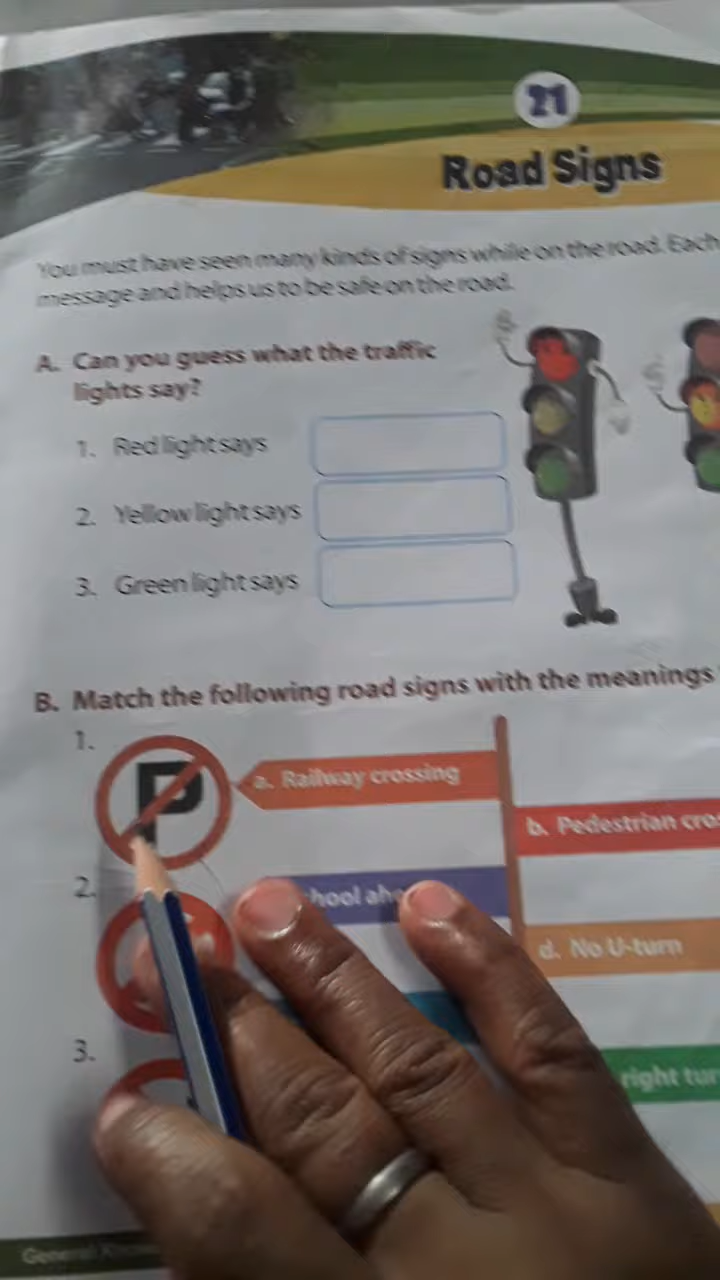 21
Road Signs
You must have seen many kinds of signs while on the road. Each
message and helps us to be safe on the road.
A. Can you guess what the traffic
lights say?
1. Red light says
2. Yellow light says
3. Green light says
B. Match the following road signs with the meanings
1.
P
a. Railway crossing
b. Pedestrian cros
2.
hool ahe
d. No U-turn
3.
right tur
General Know